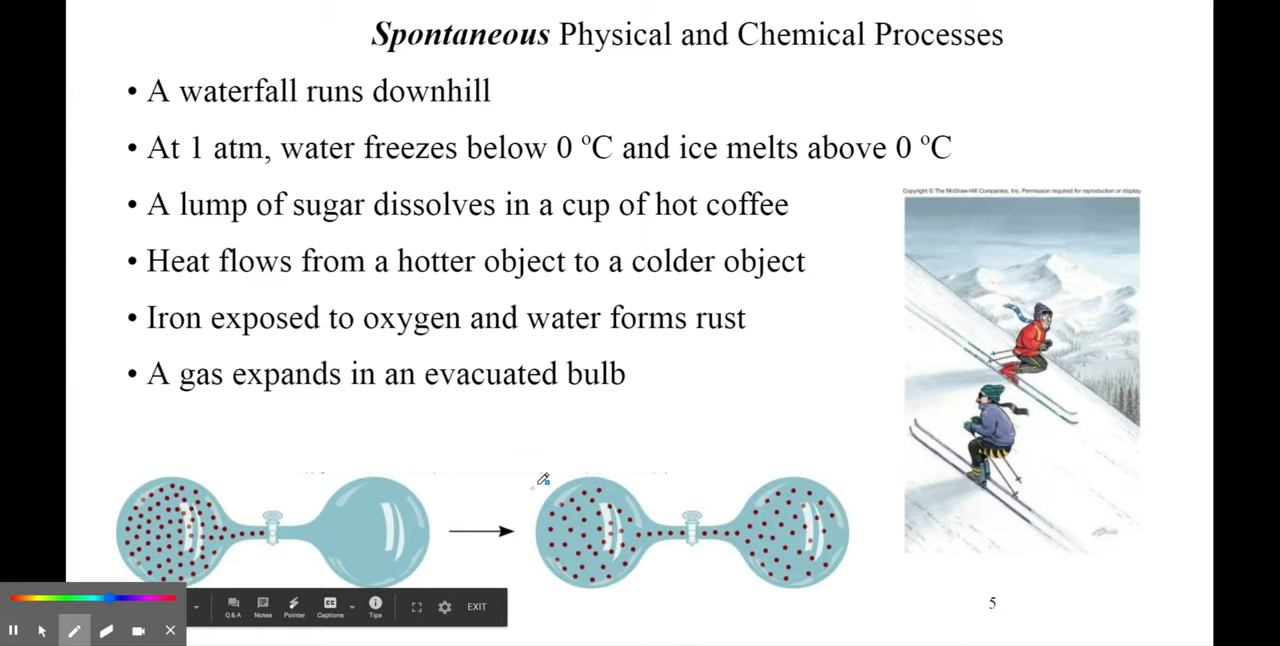 Spontaneous Physical and Chemical Processes
• A waterfall runs downhill
• At 1 atm, water freezes below 0 °C and ice melts above 0 °C
Copyright © The McGraw-Hill Companies, Inc. Permission required for reproduction or display.
• A lump of sugar dissolves in a cup of hot coffee
• Heat flows from a hotter object to a colder object
• Iron exposed to oxygen and water forms rust
• A gas expands in an evacuated bulb
5
CC
Q&A Notes Pointer Captions Tips EXIT